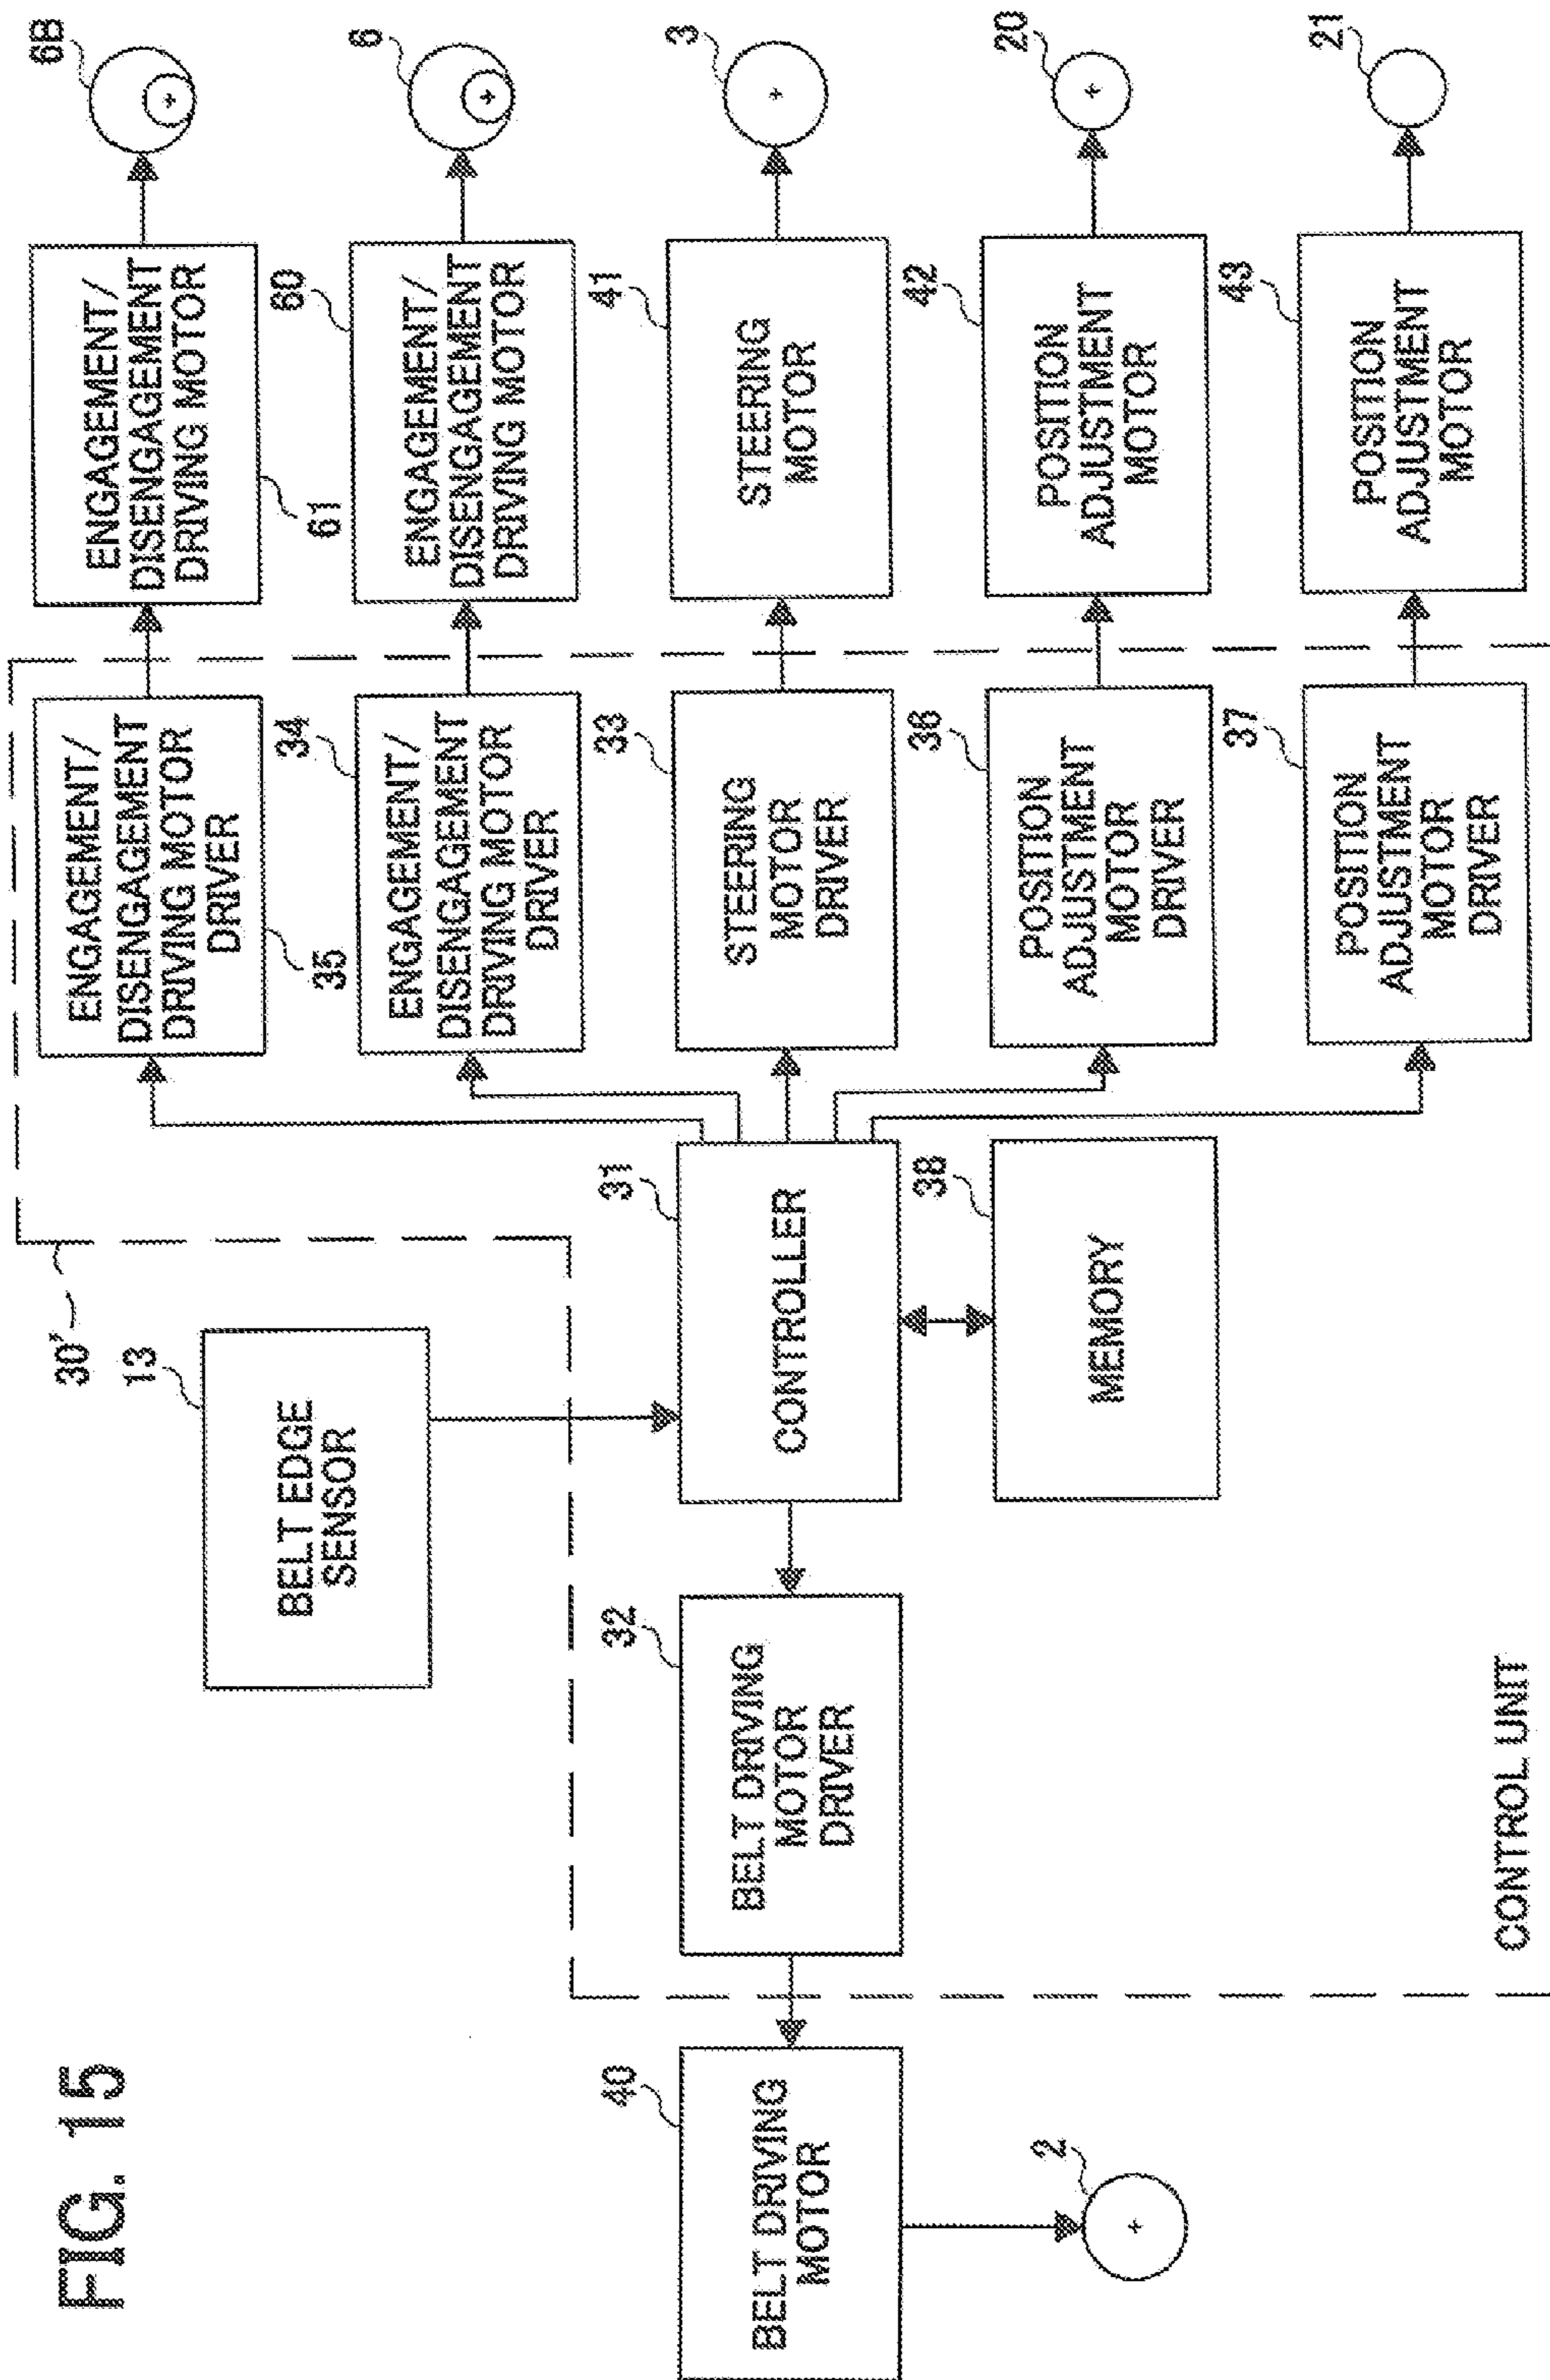 FIG. 15
40
BELT DRIVING
MOTOR
2
32
BELT DRIVING
MOTOR
DRIVER
CONTROL UNIT
30'
13
BELT EDGE
SENSOR
31
CONTROLLER
38
MEMORY
ENGAGEMENT/
DISENGAGEMENT
DRIVING MOTOR
DRIVER
35
34
ENGAGEMENT/
DISENGAGEMENT
DRIVING MOTOR
DRIVER
33
STEERING
MOTOR
DRIVER
36
POSITION
ADJUSTMENT
MOTOR
DRIVER
37
POSITION
ADJUSTMENT
MOTOR
DRIVER
ENGAGEMENT/
DISENGAGEMENT
DRIVING MOTOR
61
60
ENGAGEMENT/
DISENGAGEMENT
DRIVING MOTOR
41
STEERING
MOTOR
42
POSITION
ADJUSTMENT
MOTOR
43
POSITION
ADJUSTMENT
MOTOR
6B
6
3
20
21